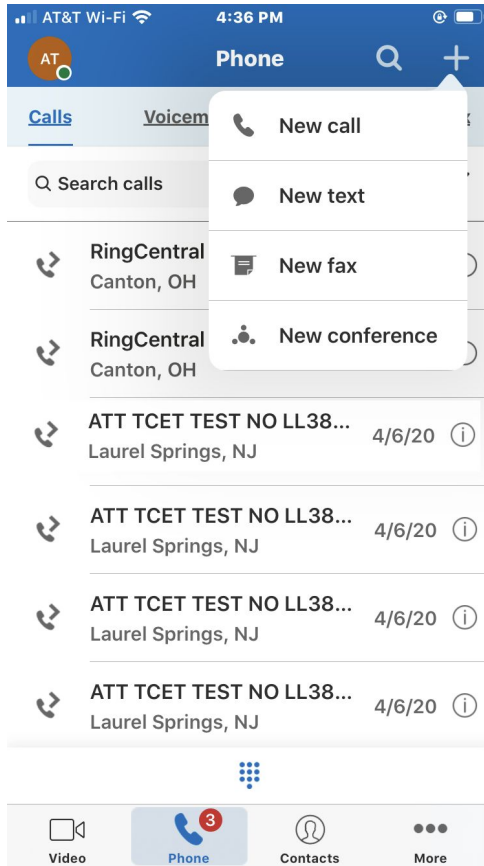 AT&T Wi-Fi 4:36 PM
AT Phone
Calls Voicem
New call
Search calls
New text
RingCentral
Canton, OH
New fax
RingCentral
Canton, OH
New conference
ATT TCET TEST NO LL38...
Laurel Springs, NJ
4/6/20
ATT TCET TEST NO LL38...
Laurel Springs, NJ
4/6/20
ATT TCET TEST NO LL38...
Laurel Springs, NJ
4/6/20
ATT TCET TEST NO LL38...
Laurel Springs, NJ
4/6/20
3
Video Phone Contacts More